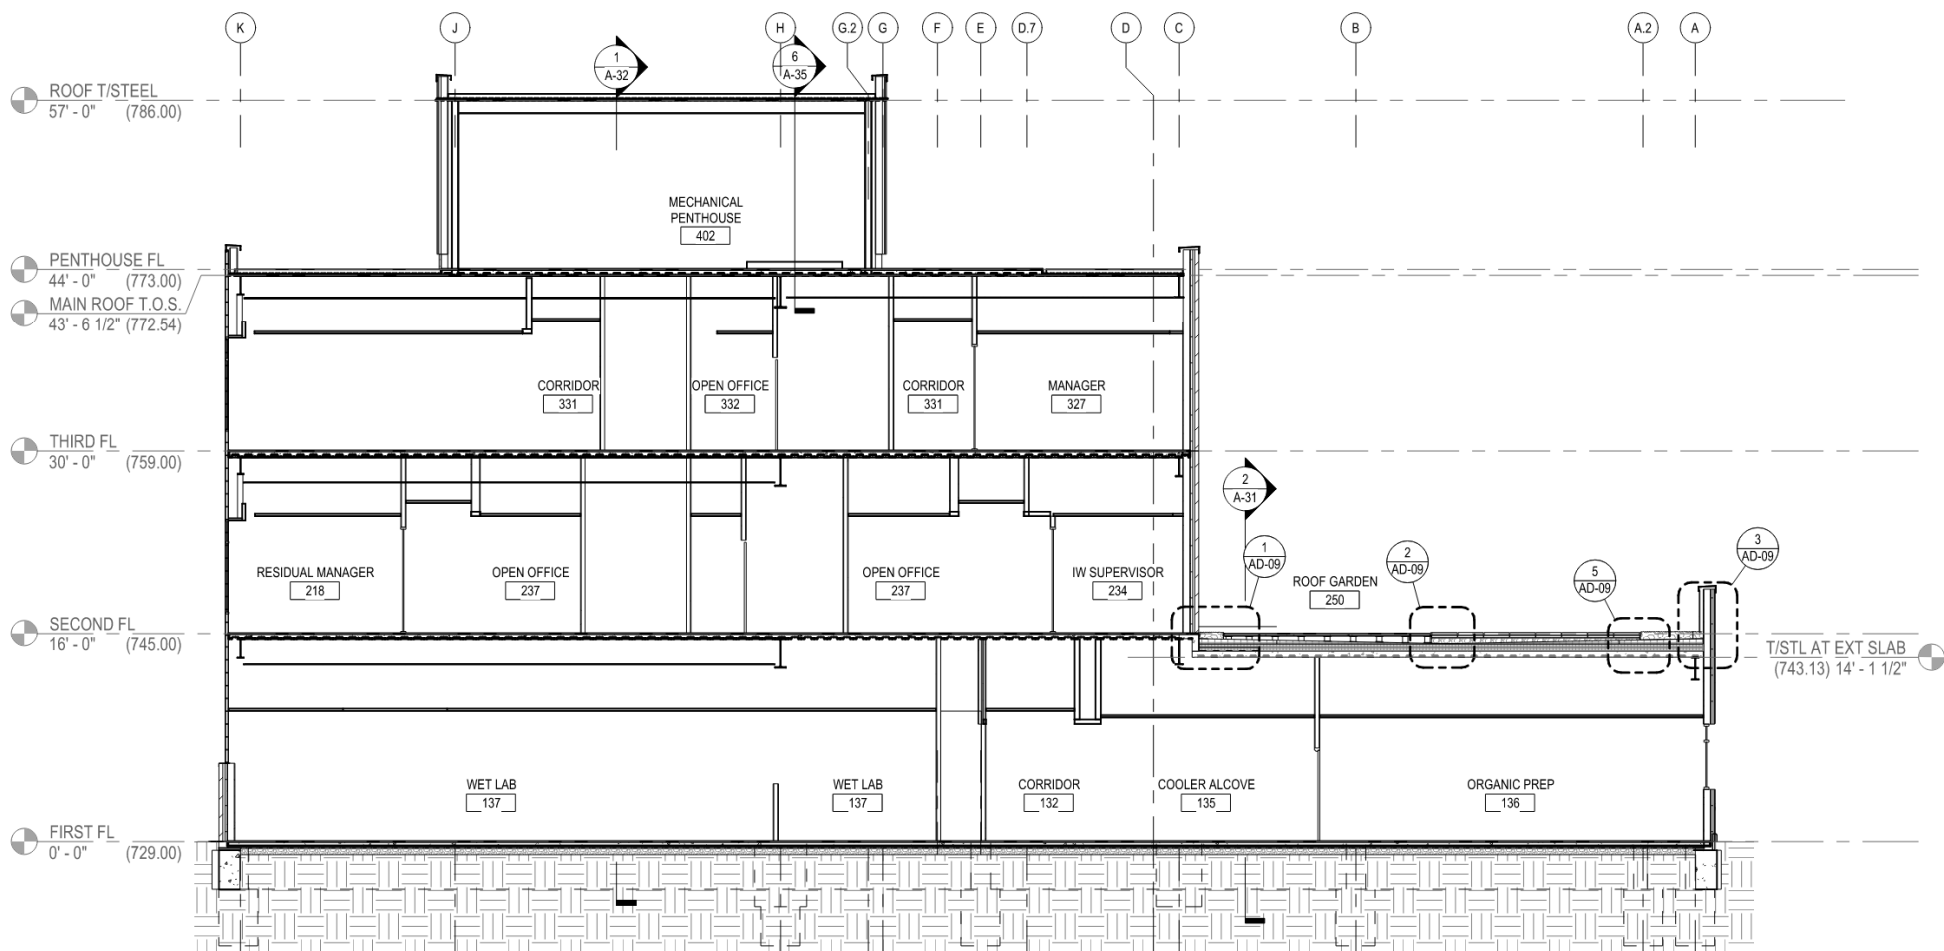 K J H G.2 G F E D.7 D C B A.2 A
1
A-32
6
A-35
ROOF T/STEEL
57' - 0" (786.00)
MECHANICAL
PENTHOUSE
402
PENTHOUSE FL
44' - 0" (773.00)
MAIN ROOF T.O.S.
43' - 6 1/2" (772.54)
CORRIDOR
331
OPEN OFFICE
332
CORRIDOR
331
MANAGER
327
THIRD FL
30' - 0" (759.00)
2
A-31
1
AD-09
2
AD-09
5
AD-09
3
AD-09
RESIDUAL MANAGER
218
OPEN OFFICE
237
OPEN OFFICE
237
IW SUPERVISOR
234
ROOF GARDEN
250
SECOND FL
16' - 0" (745.00)
T/STL AT EXT SLAB
(743.13) 14' - 1 1/2"
WET LAB
137
WET LAB
137
CORRIDOR
132
COOLER ALCOVE
135
ORGANIC PREP
136
FIRST FL
0' - 0" (729.00)